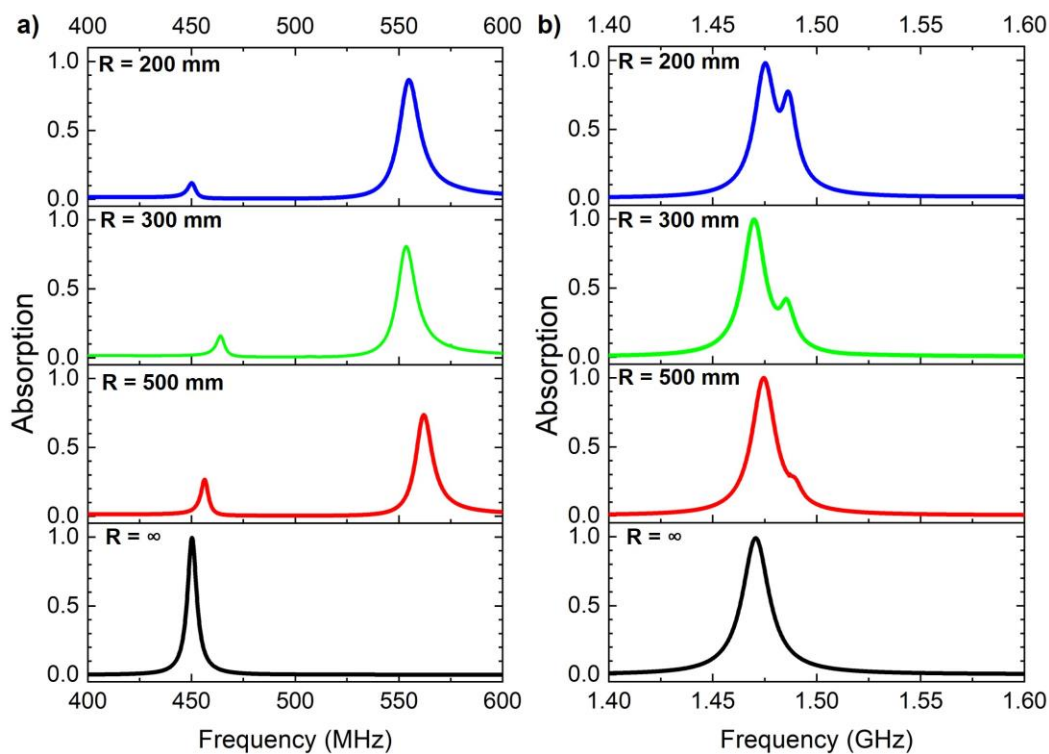 a) 400 450 500 550 600
R = 200 mm
1.0
0.5
0.0
R = 300 mm
1.0
0.5
0.0
R = 500 mm
1.0
0.5
0.0
R = ∞
1.0
0.5
0.0
400 450 500 550 600
Absorption
Frequency (MHz)
b) 1.40 1.45 1.50 1.55 1.60
R = 200 mm
1.0
0.5
0.0
R = 300 mm
1.0
0.5
0.0
R = 500 mm
1.0
0.5
0.0
R = ∞
1.0
0.5
0.0
1.40 1.45 1.50 1.55 1.60
Absorption
Frequency (GHz)